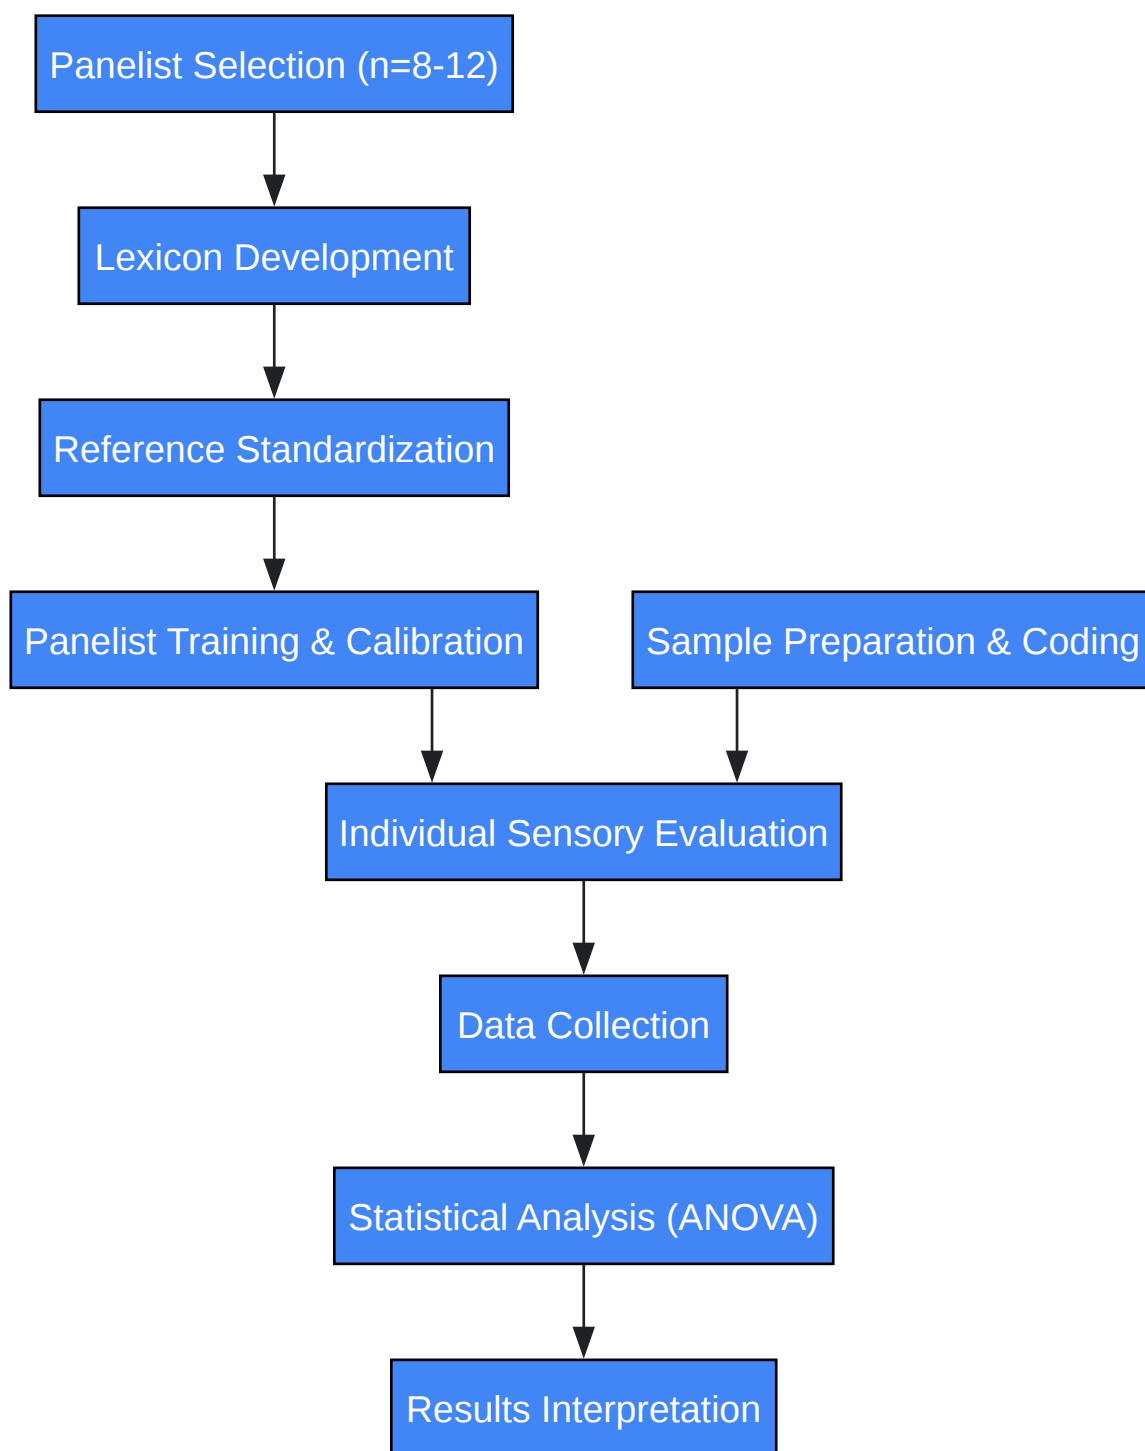 Panelist Selection (n=8-12)
Lexicon Development
Reference Standardization
Panelist Training & Calibration
Sample Preparation & Coding
Individual Sensory Evaluation
Data Collection
Statistical Analysis (ANOVA)
Results Interpretation